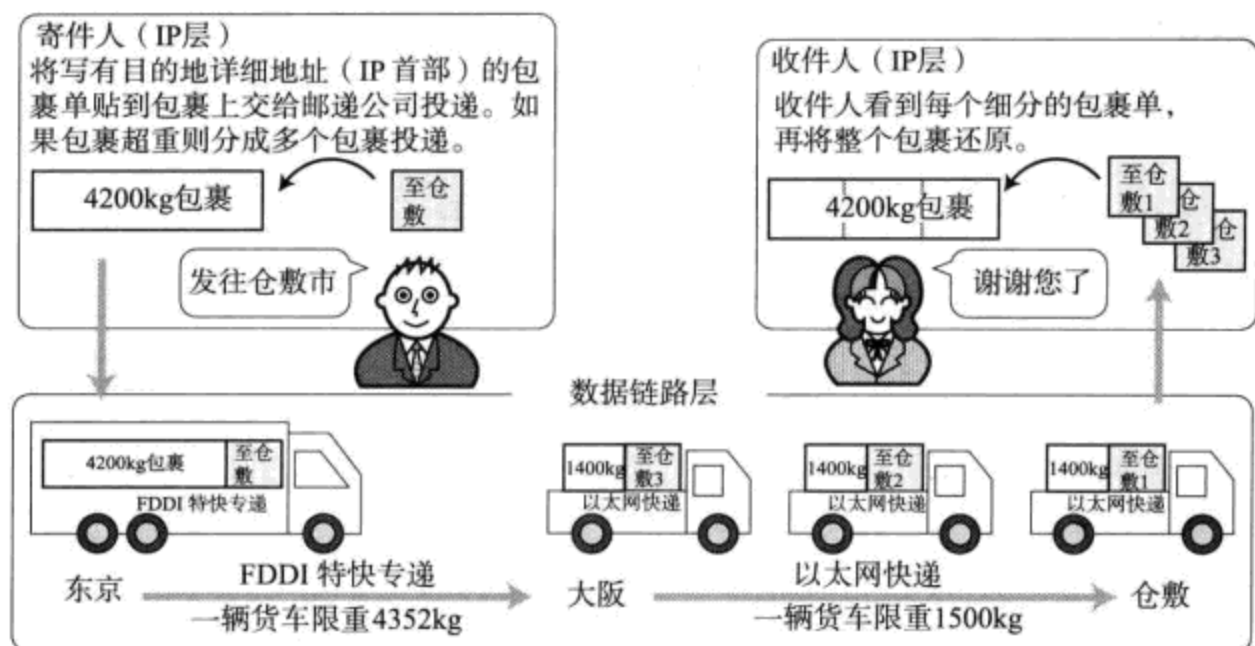 寄件人（IP层）
将写有目的地详细地址（IP 首部）的包
裹单贴到包裹上交给邮递公司投递。如
果包裹超重则分成多个包裹投递。
4200kg包裹
至仓
敷
发往仓敷市
收件人（IP层）
收件人看到每个细分的包裹单，
再将整个包裹还原。
4200kg包裹
至仓
敷1
仓
敷2
仓
敷3
谢谢您了
数据链路层
4200kg包裹
至仓
敷
FDDI 特快专递
1400kg
至仓
敷3
以太网快递
1400kg
至仓
敷2
以太网快递
1400kg
至仓
敷1
以太网快递
东京
FDDI 特快专递
一辆货车限重4352kg
大阪
以太网快递
一辆货车限重1500kg
仓敷